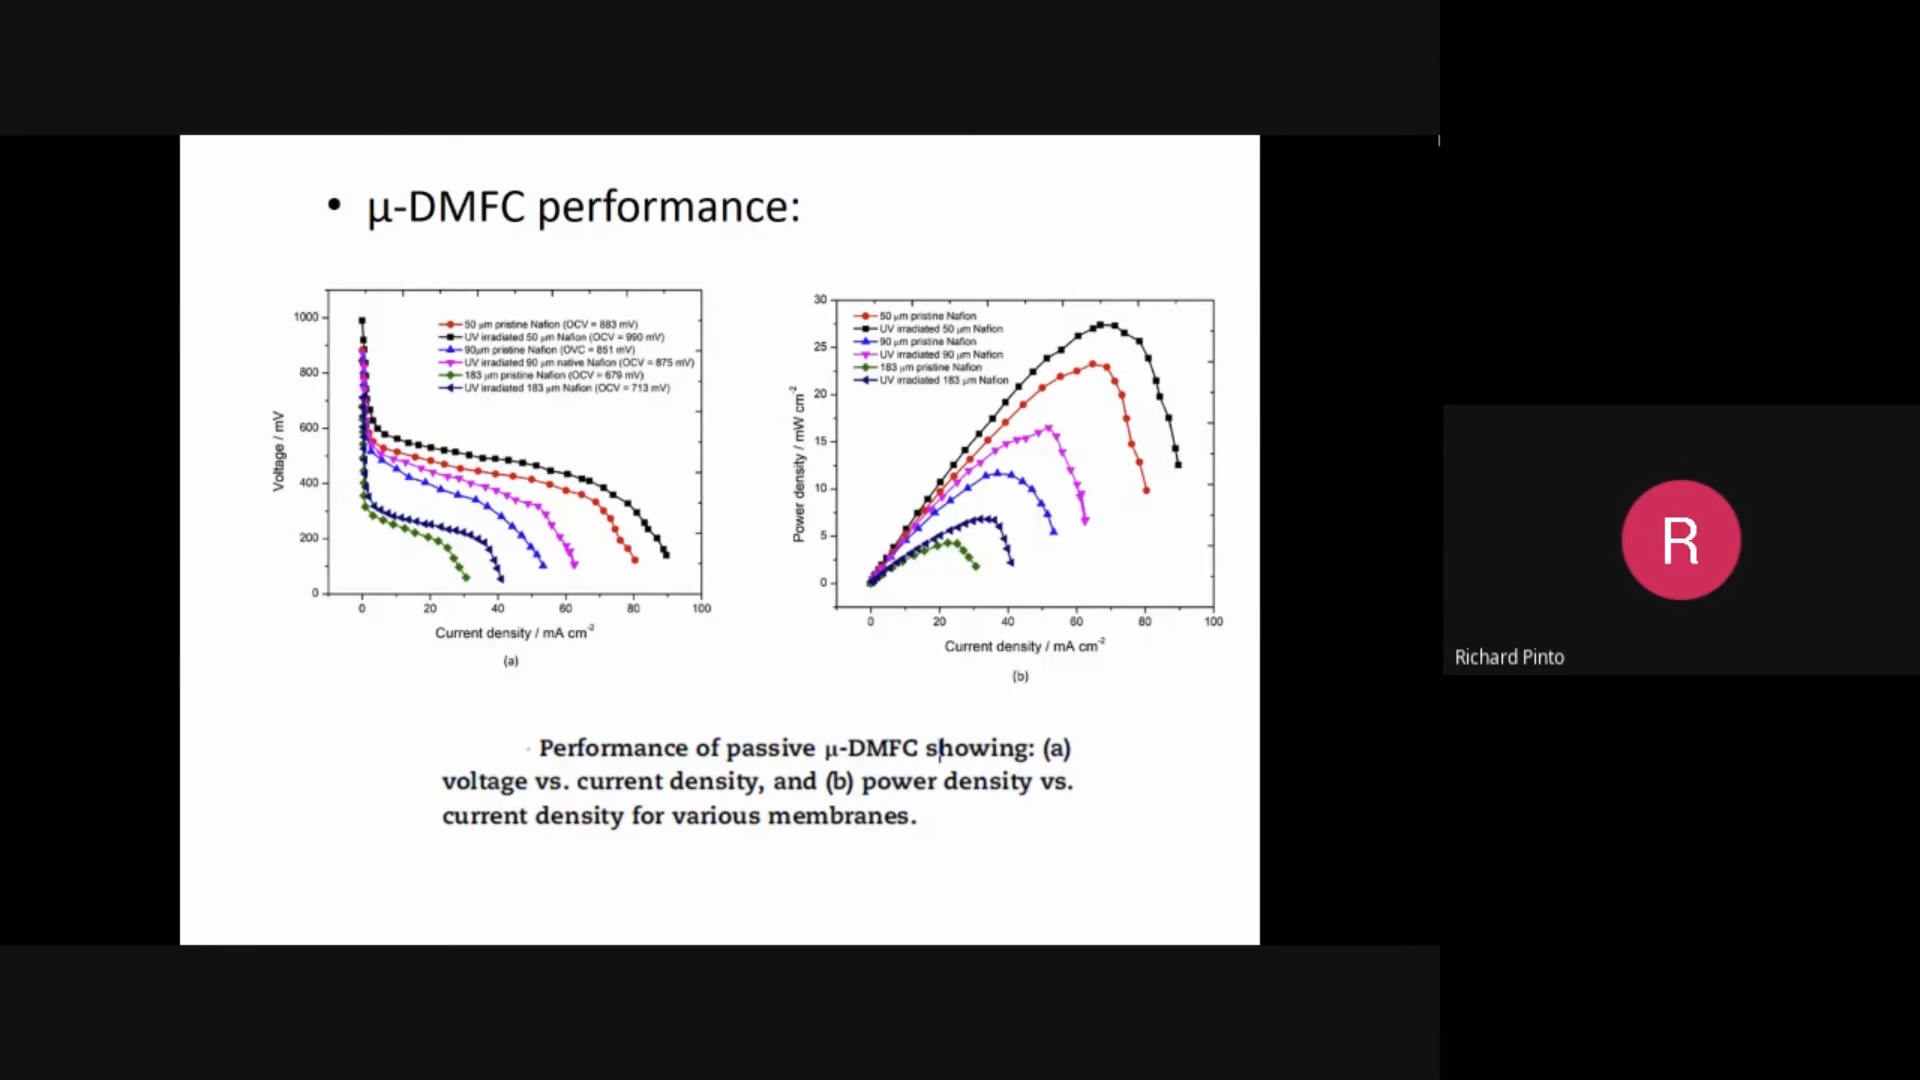 • µ-DMFC performance:
1000
800
600
400
200
0
Voltage / mV
50 µm pristine Nafion (OCV = 883 mV)
UV irradiated 50 µm Nafion (OCV = 990 mV)
90µm pristine Nafion (OVC = 851 mV)
UV irradiated 90 µm native Nafion (OCV = 875 mV)
183 µm pristine Nafion (OCV = 679 mV)
UV irradiated 183 µm Nafion (OCV = 713 mV)
0 20 40 60 80 100
Current density / mA cm-2
(a)
30
25
20
15
10
5
0
Power density / mW cm-2
50 µm pristine Nafion
UV irradiated 50 µm Nafion
90 µm pristine Nafion
UV irradiated 90 µm Nafion
183 µm pristine Nafion
UV irradiated 183 µm Nafion
0 20 40 60 80 100
Current density / mA cm-2
(b)
Performance of passive µ-DMFC showing: (a)
voltage vs. current density, and (b) power density vs.
current density for various membranes.
R
Richard Pinto